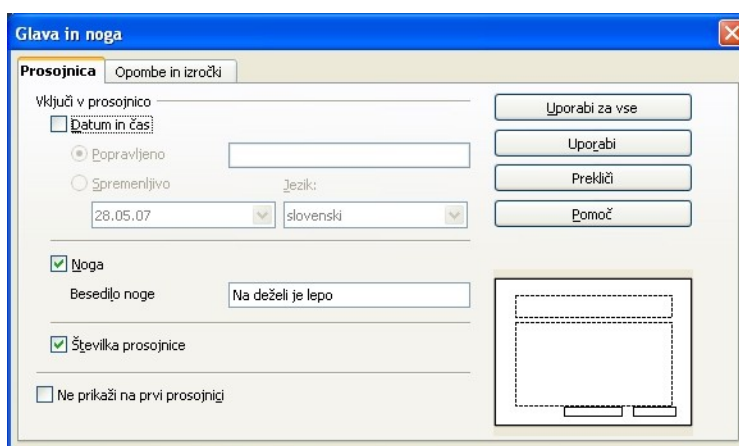 Glava in noga
Prosojnica
Opombe in izročki
Vključi v prosojnico
Datum in čas
Popravljeno
Spremenljivo
Jezik:
28.05.07
slovenski
Noga
Besedilo noge
Na deželi je lepo
Številka prosojnice
Ne prikaži na prvi prosojnici
Uporabi za vse
Uporabi
Prekliči
Pomoč